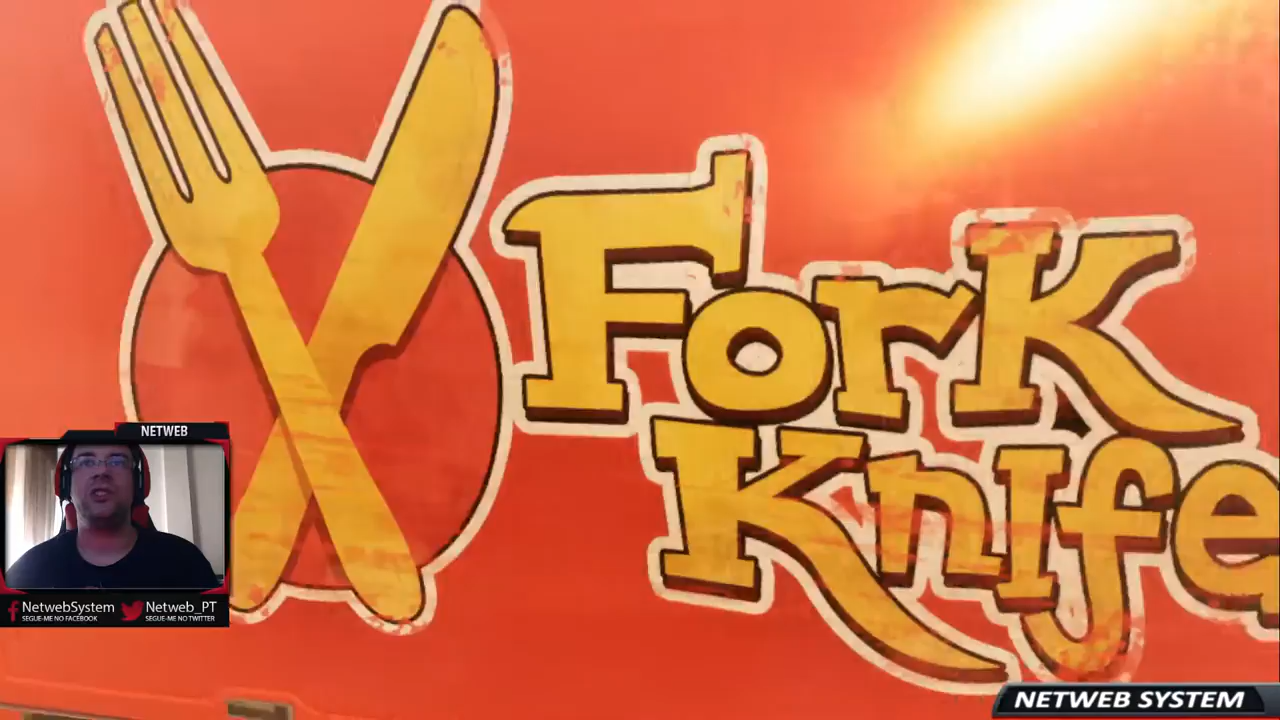 Fork
Knife
NETWEB
NetwebSystem
SEGUE-ME NO FACEBOOK
Netweb_PT
SEGUE-ME NO TWITTER
NETWEB SYSTEM